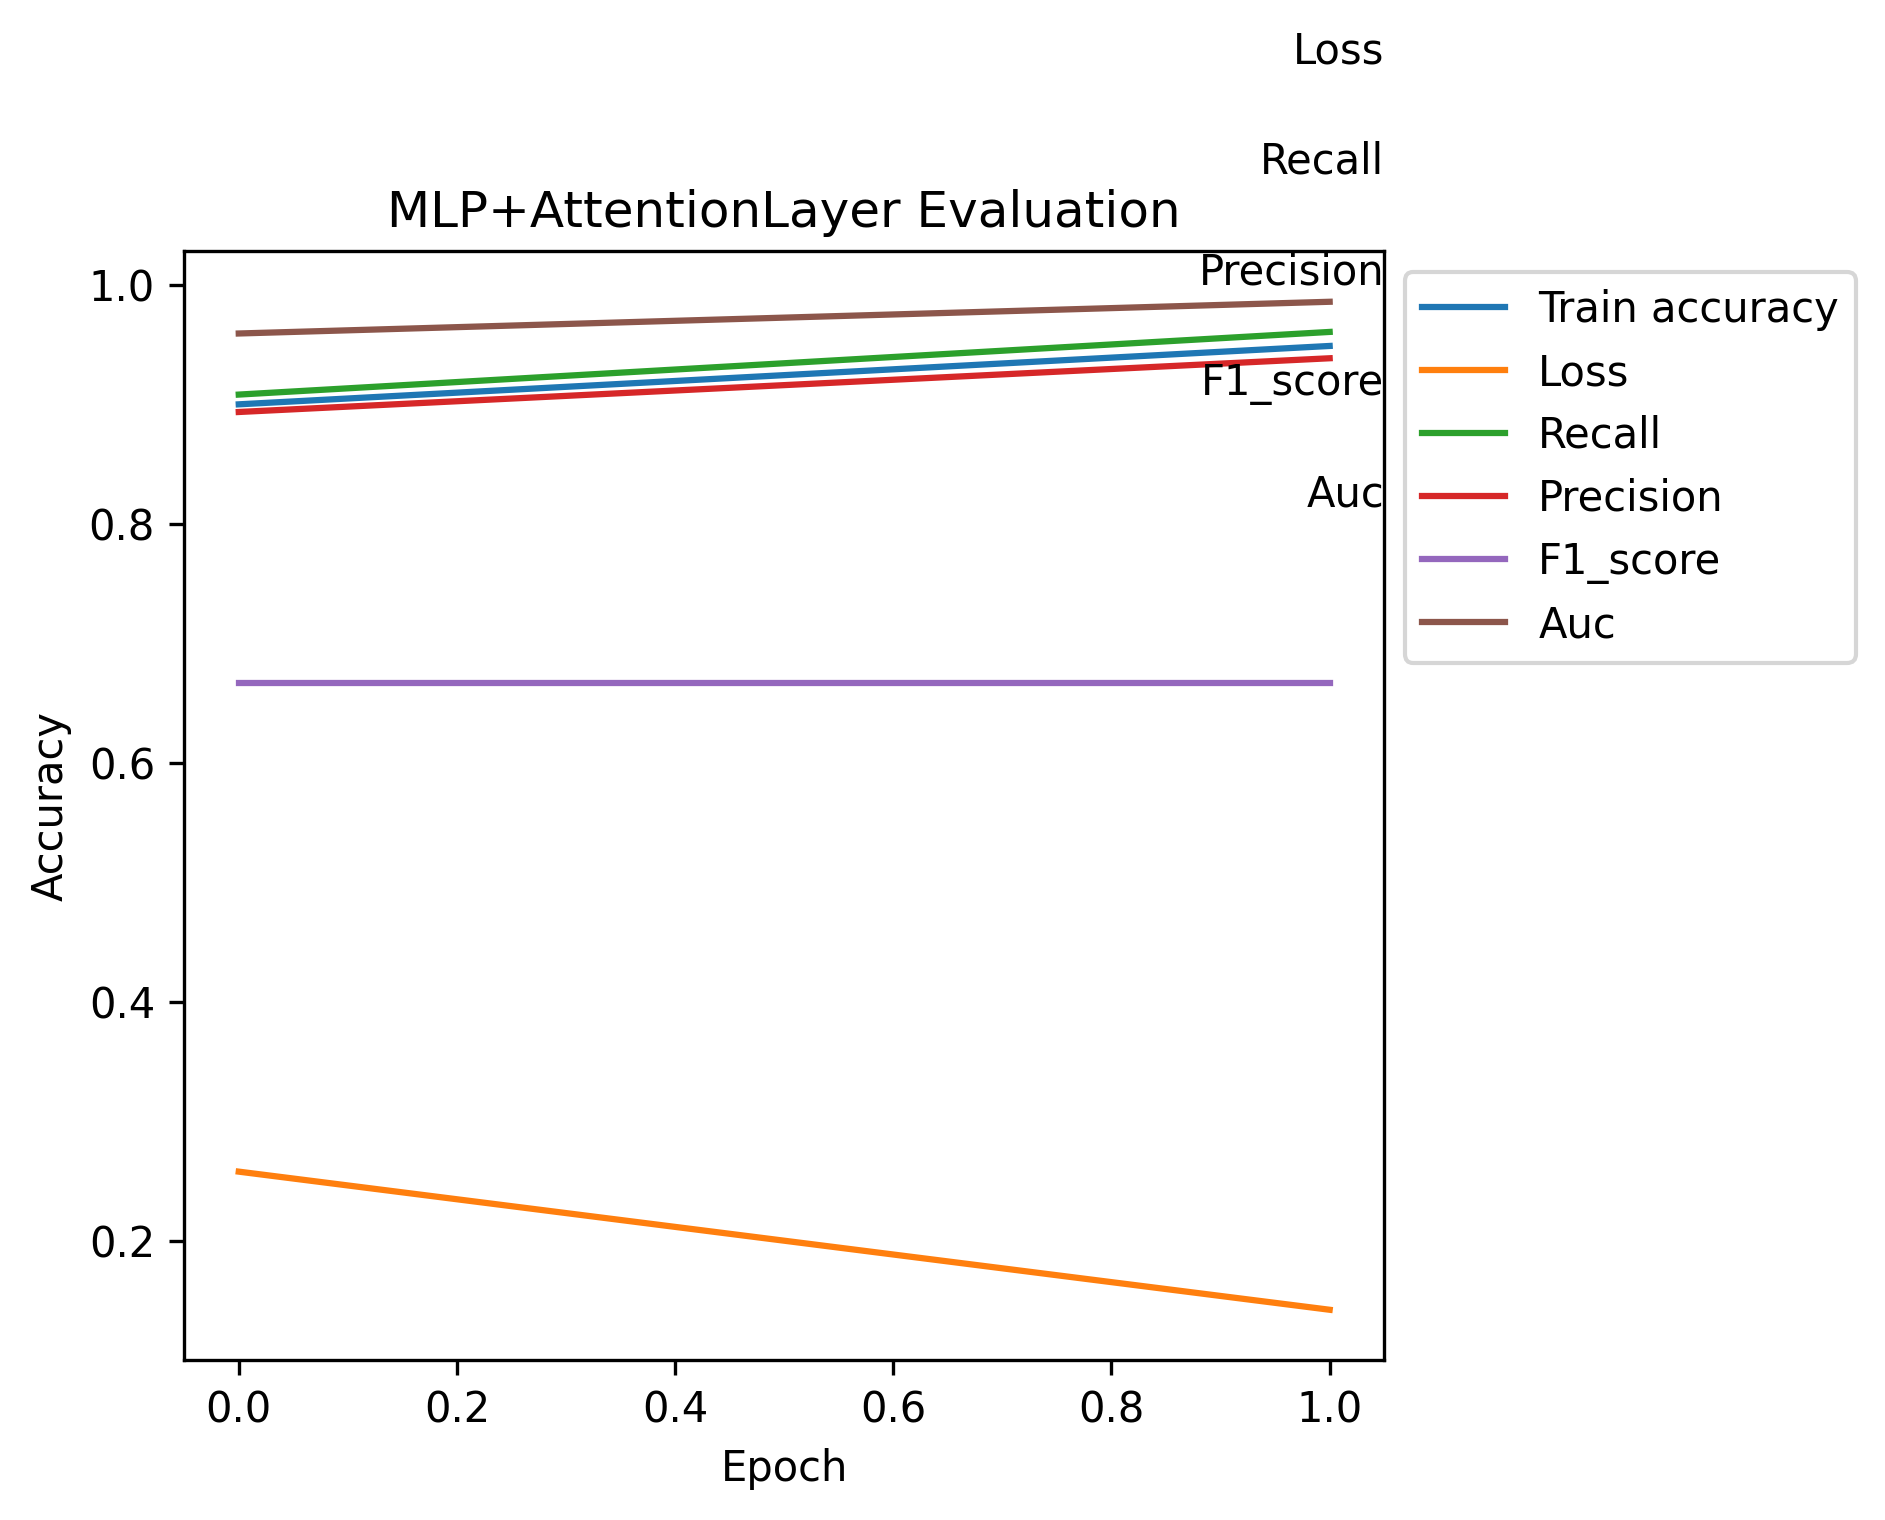 Loss
Recall
MLP+AttentionLayer Evaluation
Precision
F1_score
Auc
1.0
0.8
0.6
0.4
0.2
Accuracy
0.0 0.2 0.4 0.6 0.8 1.0
Epoch
Train accuracy
Loss
Recall
Precision
F1_score
Auc